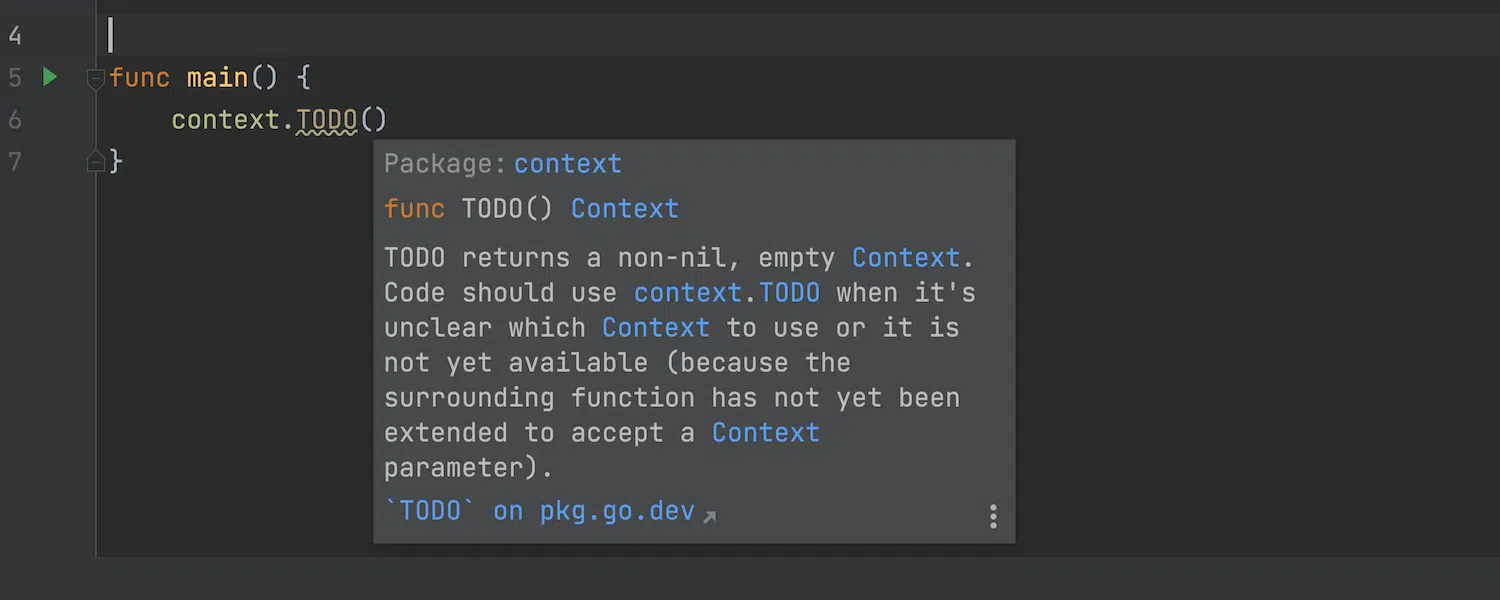 4
5 func main() {
6 context.TODO()
7 }
Package: context
func TODO() Context
TODO returns a non-nil, empty Context.
Code should use context.TODO when it's
unclear which Context to use or it is
not yet available (because the
surrounding function has not yet been
extended to accept a Context
parameter).
`TODO` on pkg.go.dev